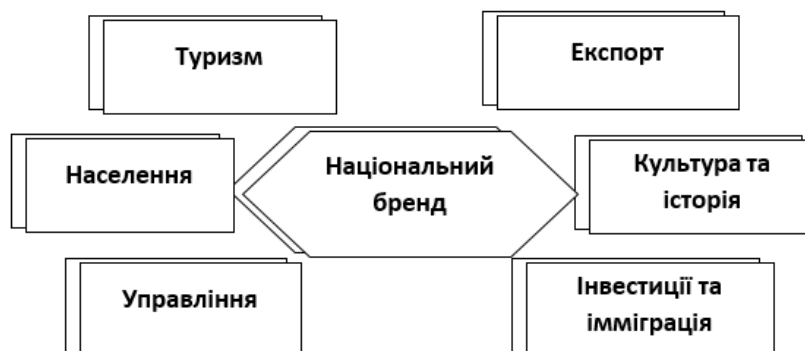 Туризм
Експорт
Населення
Національний
бренд
Культура та
історія
Управління
Інвестиції та
імміграція